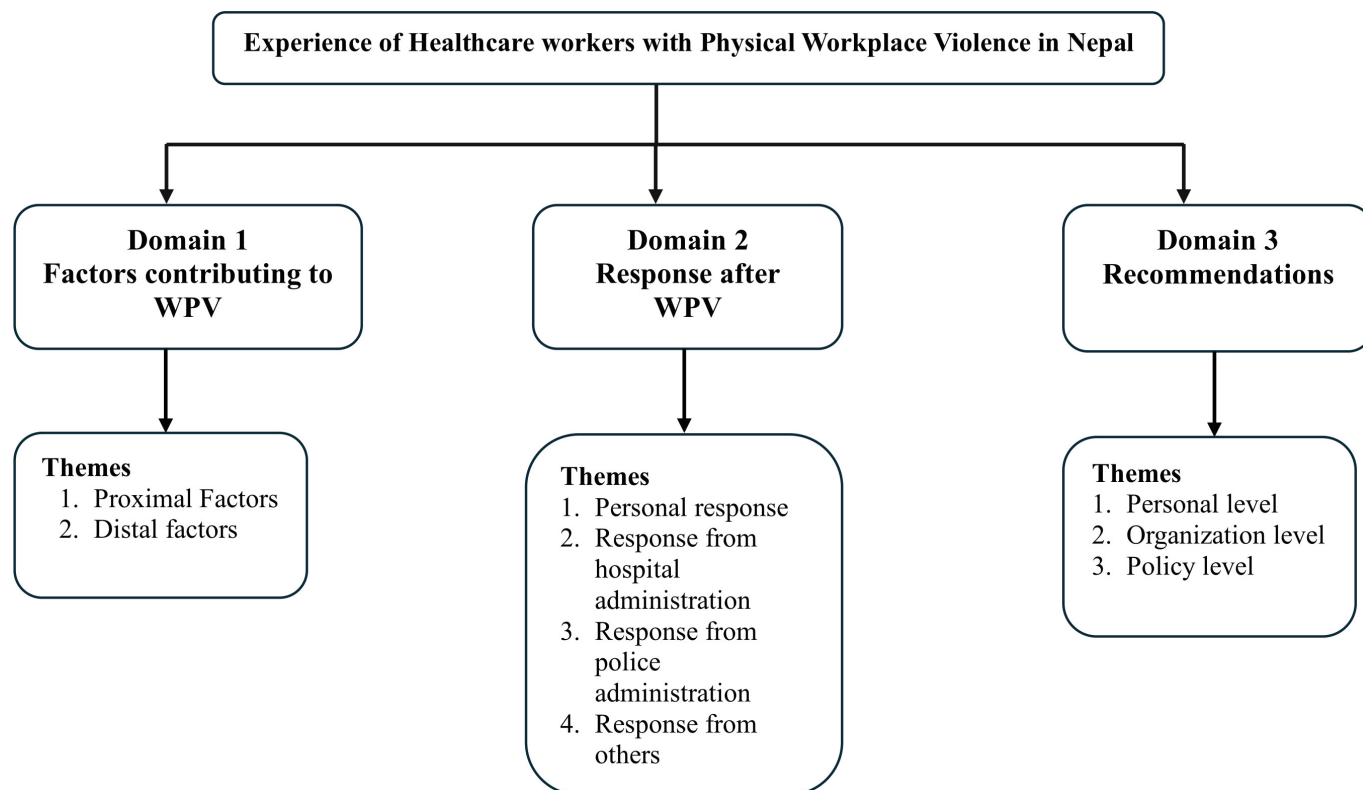 Experience of Healthcare workers with Physical Workplace Violence in Nepal
Domain 1
Factors contributing to
WPV
Domain 2
Response after
WPV
Domain 3
Recommendations
Themes
1. Proximal Factors
2. Distal factors
Themes
1. Personal response
2. Response from
hospital
administration
3. Response from
police
administration
4. Response from
others
Themes
1. Personal level
2. Organization level
3. Policy level